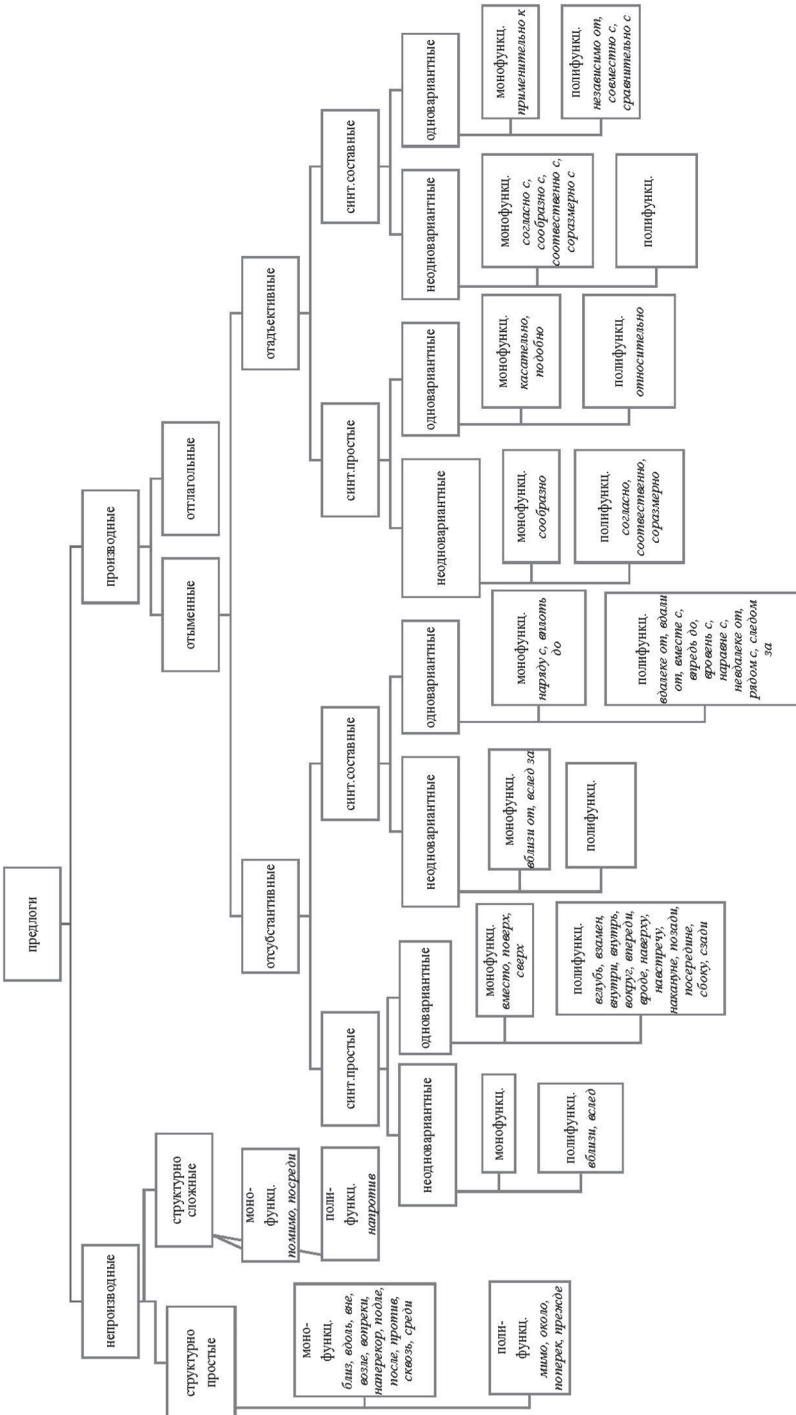 предлоги
непроизводные
производные
структурно
простые
структурно
сложные
отыменные
отглагольные
моно-
функц.
близ, вдоль, вне,
возле, вопреки,
наперекор, подле,
после, против,
сквозь, среди
поли-
функц.
мимо, около,
поперек, прежде
моно-
функц.
помимо, посреди
поли-
функц.
напротив
отсубстантивные
отадъективные
синт.простые
синт.составные
синт.простые
синт.составные
неодновариантные
одновариантные
неодновариантные
одновариантные
неодновариантные
одновариантные
неодновариантные
одновариантные
монофункц.
полифункц.
вблизи, вслед
монофункц.
вместо, поверх,
сверх
полифункц.
вглубь, взамен,
внутри, внутрь,
вокруг, впереди,
вроде, наверху,
навстречу,
накануне, позади,
посередине,
сбоку, сзади
монофункц.
вблизи от, вслед за
полифункц.
монофункц.
наряду с, вплоть
до
полифункц.
вдалеке от, вдали
от, вместе с,
впредь до,
вровень с,
наравне с,
невдалеке от,
рядом с, следом
за
монофункц.
сообразно
полифункц.
согласно,
соотвественно,
соразмерно
монофункц.
касательно,
подобно
полифункц.
относительно
монофункц.
согласно с,
сообразно с,
соотвественно с,
соразмерно с
полифункц.
монофункц.
применительно к
полифункц.
независимо от,
совместно с,
сравнительно с